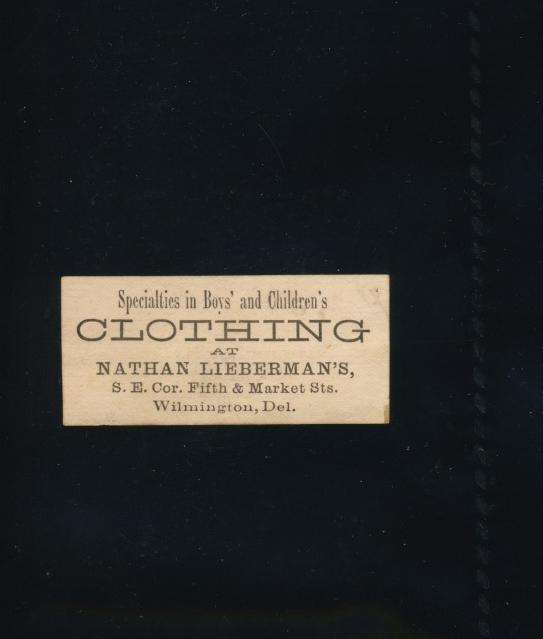 Specialties in Boys' and Children's
CLOTHING
AT
NATHAN LIEBERMAN'S,
S. E. Cor. Fifth & Market Sts.
Wilmington, Del.